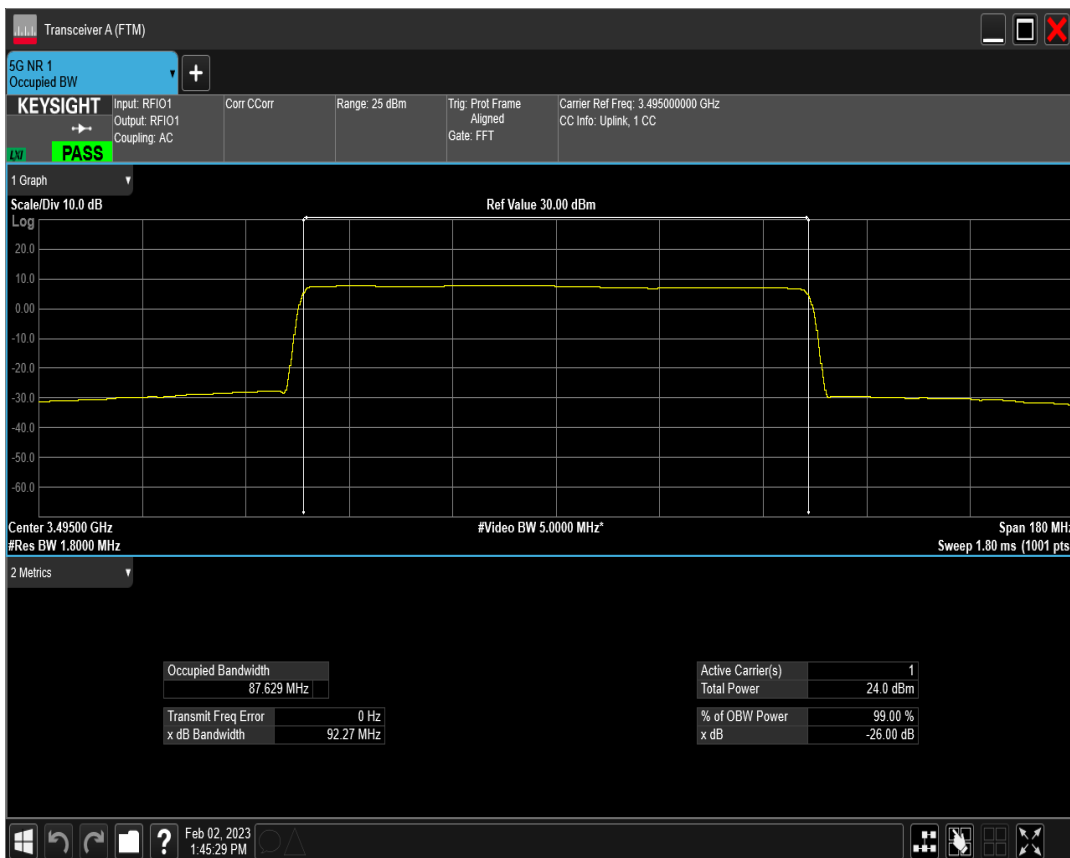 Transceiver A (FTM)
5G NR 1
Occupied BW
+
KEYSIGHT
LXI
PASS
Input: RFIO1
Output: RFIO1
Coupling: AC
Corr CCorr
Range: 25 dBm
Trig: Prot Frame
Aligned
Gate: FFT
Carrier Ref Freq: 3.495000000 GHz
CC Info: Uplink, 1 CC
1 Graph
Scale/Div 10.0 dB
Ref Value 30.00 dBm
Log
20.0
10.0
0.00
-10.0
-20.0
-30.0
-40.0
-50.0
-60.0
Center 3.49500 GHz
#Video BW 5.0000 MHz*
Span 180 MHz
#Res BW 1.8000 MHz
Sweep 1.80 ms (1001 pts
2 Metrics
Occupied Bandwidth
87.629 MHz
Transmit Freq Error 0 Hz
x dB Bandwidth 92.27 MHz
Active Carrier(s) 1
Total Power 24.0 dBm
% of OBW Power 99.00 %
x dB -26.00 dB
?
Feb 02, 2023
1:45:29 PM